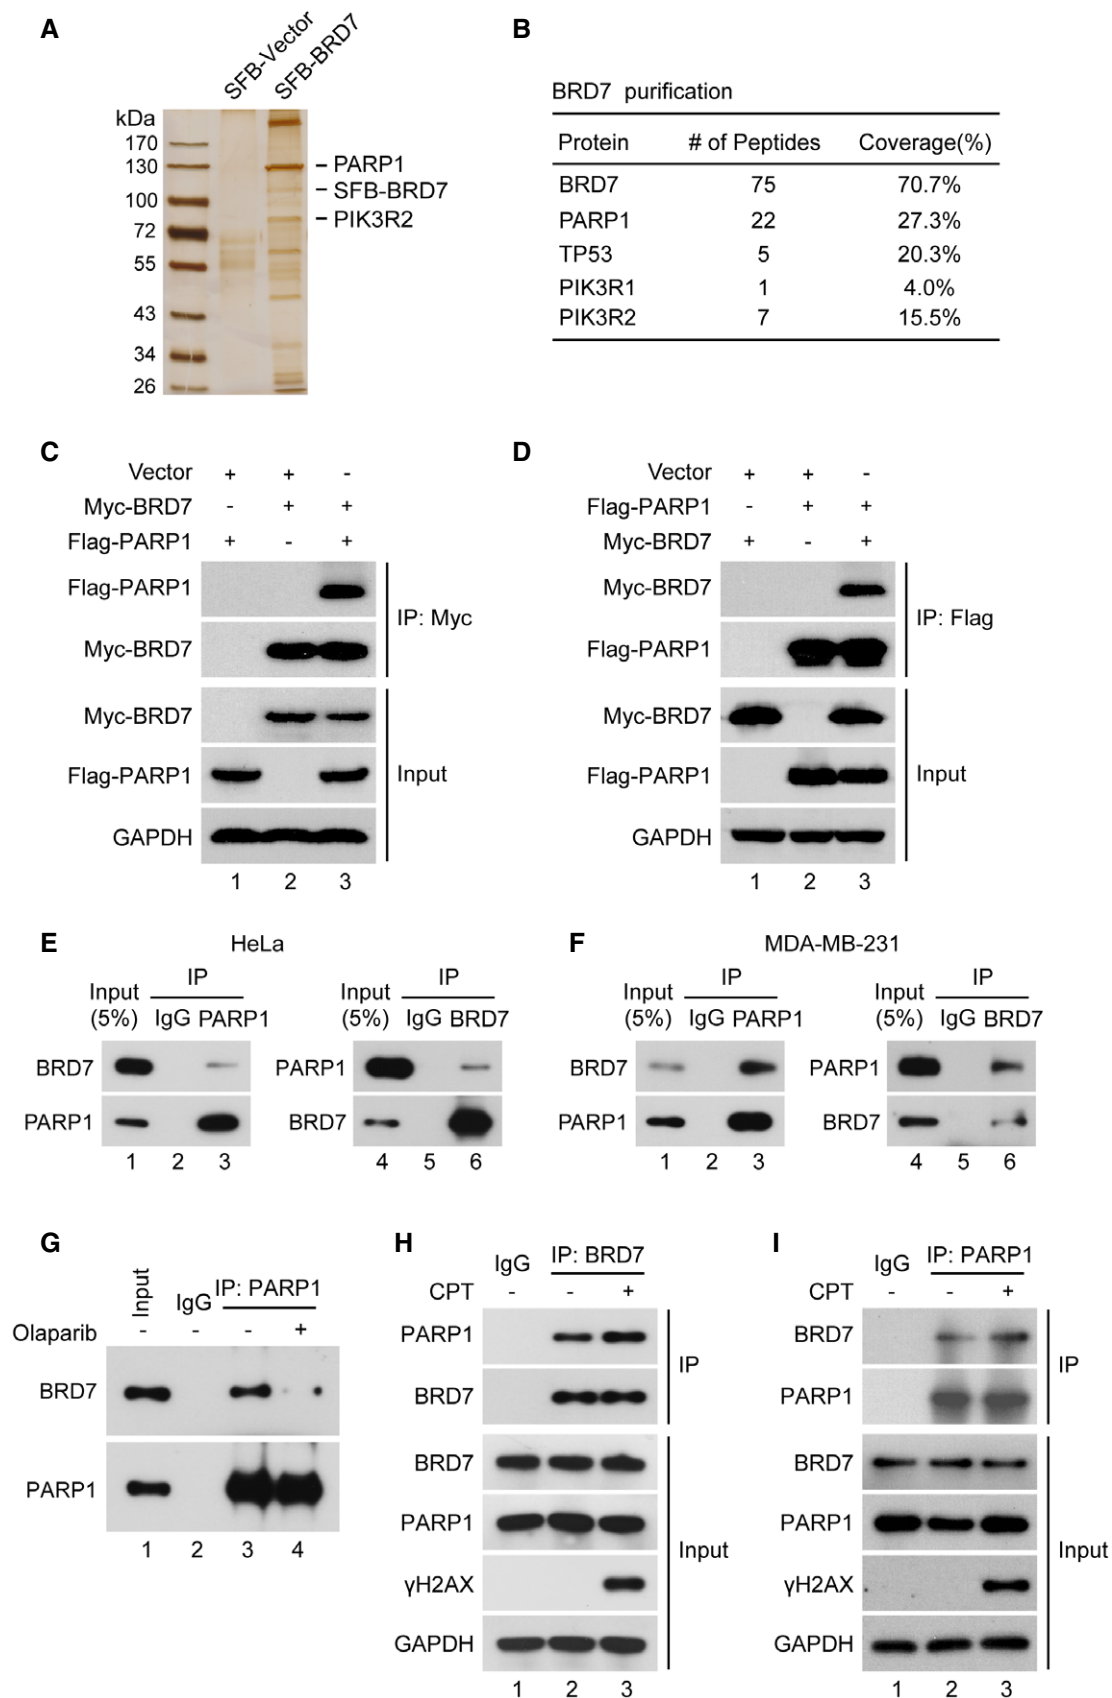 A
SFB-Vector
SFB-BRD7
kDa
170
130
100
72
55
43
34
26
PARP1
SFB-BRD7
PIK3R2
B
BRD7 purification
Protein # of Peptides Coverage(%)
BRD7 75 70.7%
PARP1 22 27.3%
TP53 5 20.3%
PIK3R1 1 4.0%
PIK3R2 7 15.5%
C
Vector + + -
Myc-BRD7 - + +
Flag-PARP1 + - +
Flag-PARP1
Myc-BRD7
IP: Myc
Myc-BRD7
Flag-PARP1
GAPDH
Input
1 2 3
D
Vector + + -
Flag-PARP1 - + +
Myc-BRD7 + - +
Myc-BRD7
Flag-PARP1
IP: Flag
Myc-BRD7
Flag-PARP1
GAPDH
Input
1 2 3
E
HeLa
Input (5%)
IP
IgG PARP1
BRD7
PARP1
1 2 3
Input (5%)
IP
IgG BRD7
PARP1
BRD7
4 5 6
F
MDA-MB-231
Input (5%)
IP
IgG PARP1
BRD7
PARP1
1 2 3
Input (5%)
IP
IgG BRD7
PARP1
BRD7
4 5 6
G
Input
IgG
IP: PARP1
Olaparib - - - +
BRD7
PARP1
1 2 3 4
H
IgG
IP: BRD7
CPT - - +
PARP1
BRD7
IP
BRD7
PARP1
γH2AX
GAPDH
Input
1 2 3
I
IgG
IP: PARP1
CPT - - +
BRD7
PARP1
IP
BRD7
PARP1
γH2AX
GAPDH
Input
1 2 3